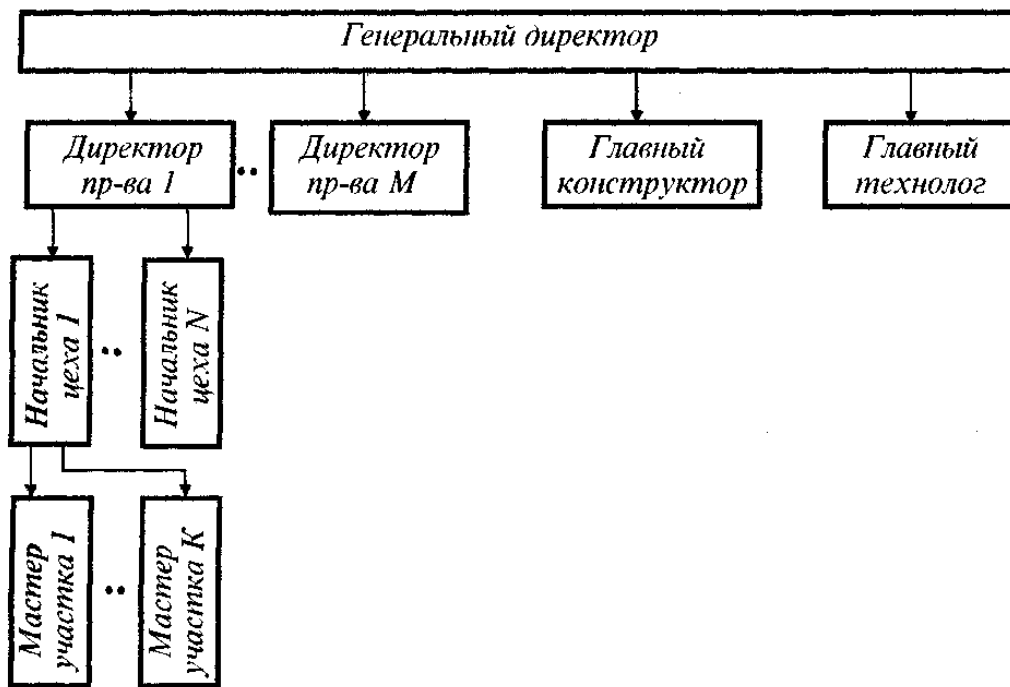 Генеральный директор
Директор
пр-ва 1
Директор
пр-ва М
Главный
конструктор
Главный
технолог
Начальник
цеха 1
Начальник
цеха N
Мастер
участка 1
Мастер
участка К